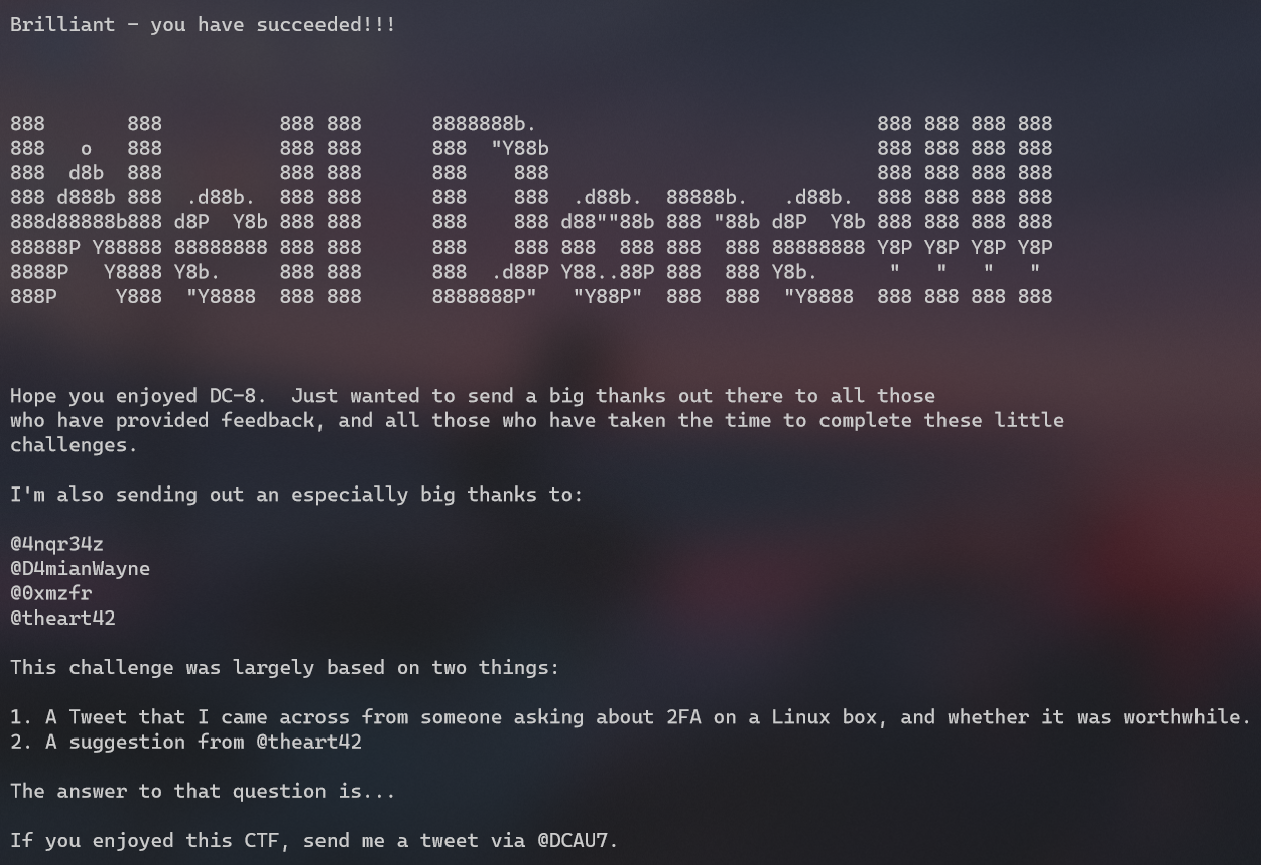 Brilliant - you have succeeded!!!

888       888          888 888      8888888b.                             888 888 888 888
888   o   888          888 888      888  "Y88b                            888 888 888 888
888  d8b  888          888 888      888    888                            888 888 888 888
888 d888b 888  .d88b.  888 888      888    888  .d88b.  88888b.   .d88b.  888 888 888 888
888d88888b888 d8P  Y8b 888 888      888    888 d88""88b 888 "88b d8P  Y8b 888 888 888 888
88888P Y88888 88888888 888 888      888    888 888  888 888  888 88888888 Y8P Y8P Y8P Y8P
8888P   Y8888 Y8b.     888 888      888  .d88P Y88..88P 888  888 Y8b.      "   "   "   "
888P     Y888  "Y8888  888 888      8888888P"   "Y88P"  888  888  "Y8888  888 888 888 888

Hope you enjoyed DC-8.  Just wanted to send a big thanks out there to all those
who have provided feedback, and all those who have taken the time to complete these little
challenges.

I'm also sending out an especially big thanks to:

@4nqr34z
@D4mianWayne
@0xmzfr
@theart42

This challenge was largely based on two things:

1. A Tweet that I came across from someone asking about 2FA on a Linux box, and whether it was worthwhile.
2. A suggestion from @theart42

The answer to that question is...

If you enjoyed this CTF, send me a tweet via @DCAU7.